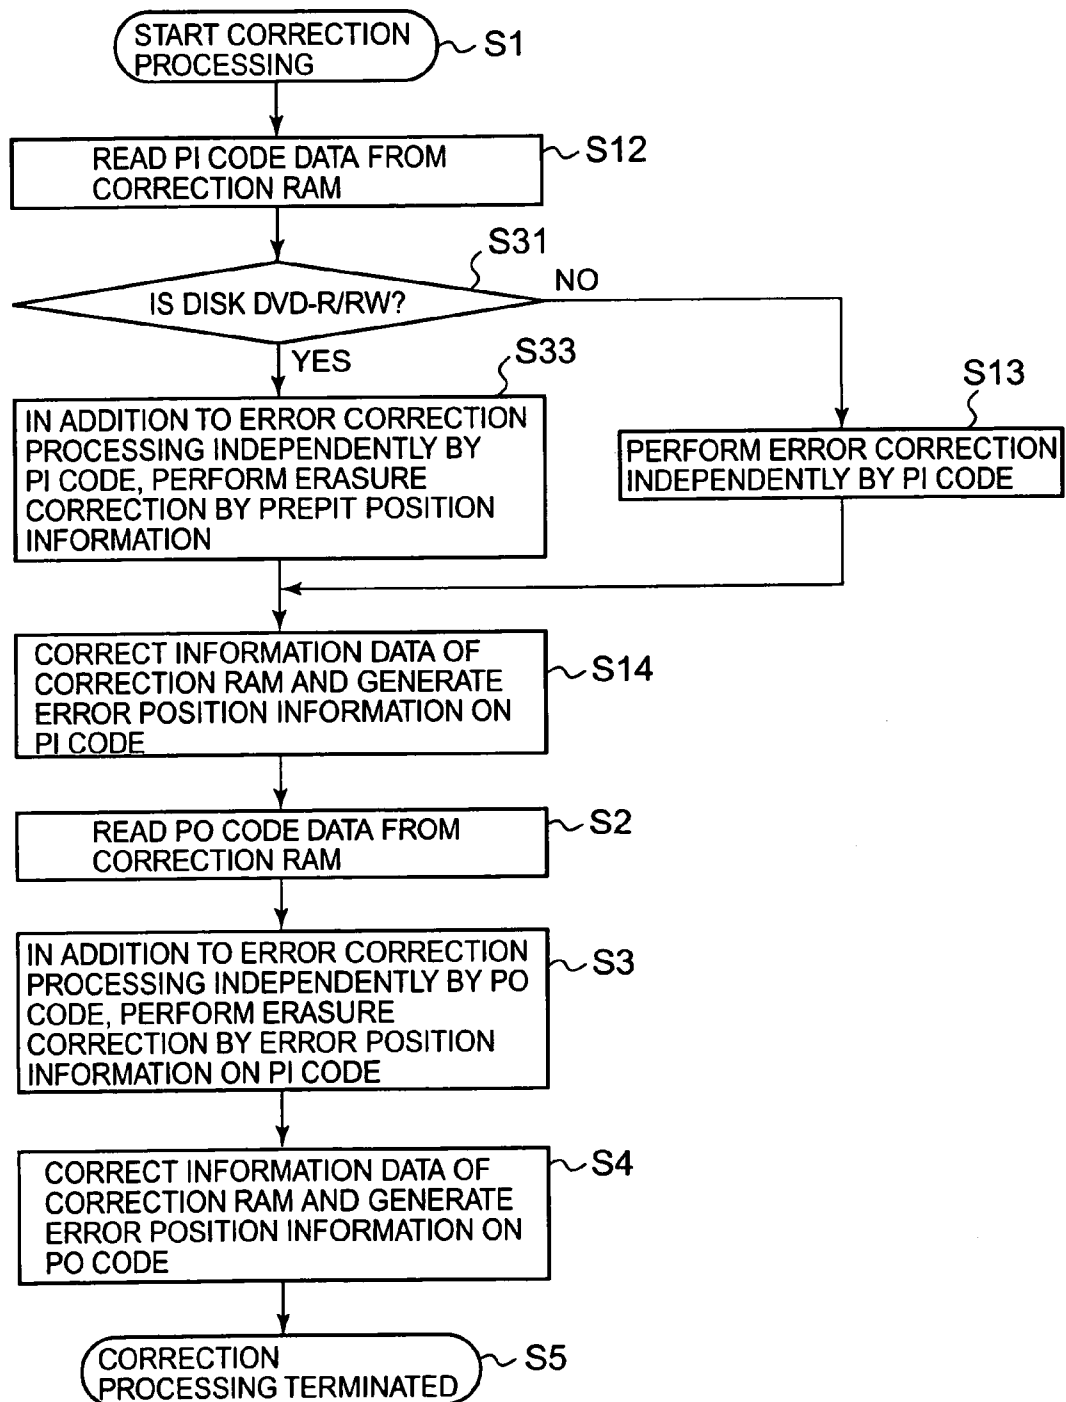 START CORRECTION
PROCESSING
S1
READ PI CODE DATA FROM
CORRECTION RAM
S12
S31
IS DISK DVD-R/RW?
NO
YES
S33
IN ADDITION TO ERROR CORRECTION
PROCESSING INDEPENDENTLY BY
PI CODE, PERFORM ERASURE
CORRECTION BY PREPIT POSITION
INFORMATION
S13
PERFORM ERROR CORRECTION
INDEPENDENTLY BY PI CODE
CORRECT INFORMATION DATA OF
CORRECTION RAM AND GENERATE
ERROR POSITION INFORMATION ON
PI CODE
S14
READ PO CODE DATA FROM
CORRECTION RAM
S2
IN ADDITION TO ERROR CORRECTION
PROCESSING INDEPENDENTLY BY PO
CODE, PERFORM ERASURE
CORRECTION BY ERROR POSITION
INFORMATION ON PI CODE
S3
CORRECT INFORMATION DATA OF
CORRECTION RAM AND GENERATE
ERROR POSITION INFORMATION ON
PO CODE
S4
CORRECTION
PROCESSING TERMINATED
S5